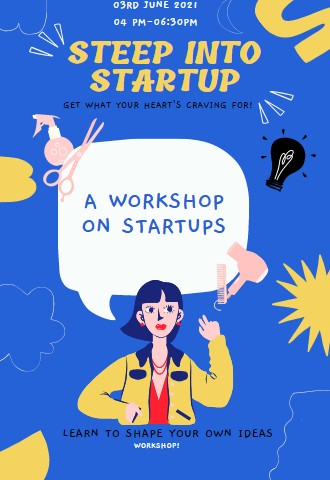 03RD JUNE 2021
04 PM-06:30PM
STEEP INTO
STARTUP
GET WHAT YOUR HEART'S CRAVING FOR!
A WORKSHOP
ON STARTUPS
LEARN TO SHAPE YOUR OWN IDEAS
WORKSHOP!